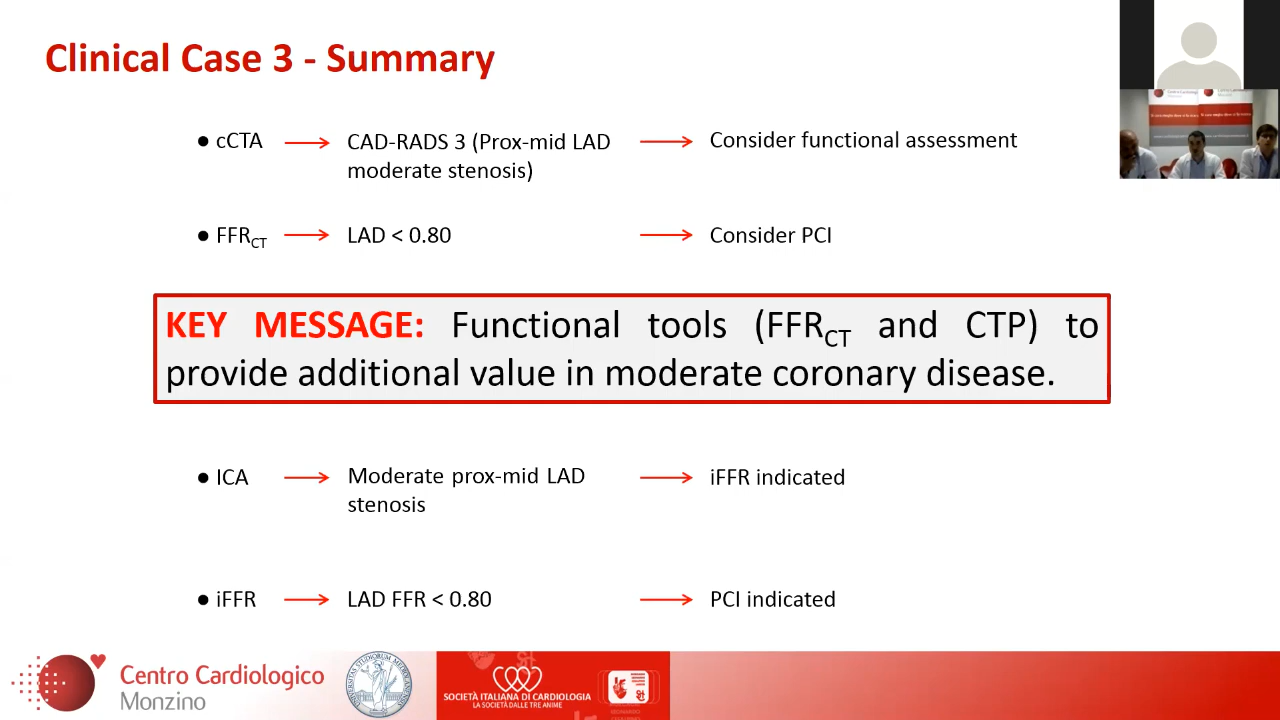 Clinical Case 3 - Summary
● cCTA → CAD-RADS 3 (Prox-mid LAD moderate stenosis) → Consider functional assessment
● FFRCT → LAD < 0.80 → Consider PCI
KEY MESSAGE: Functional tools (FFRCT and CTP) to
provide additional value in moderate coronary disease.
● ICA → Moderate prox-mid LAD stenosis → iFFR indicated
● iFFR → LAD FFR < 0.80 → PCI indicated
Centro Cardiologico
Monzino
SOCIETÀ ITALIANA DI CARDIOLOGIA
LA SOCIETÀ DALLE TRE ANIME
Centro Cardiologico
Monzino